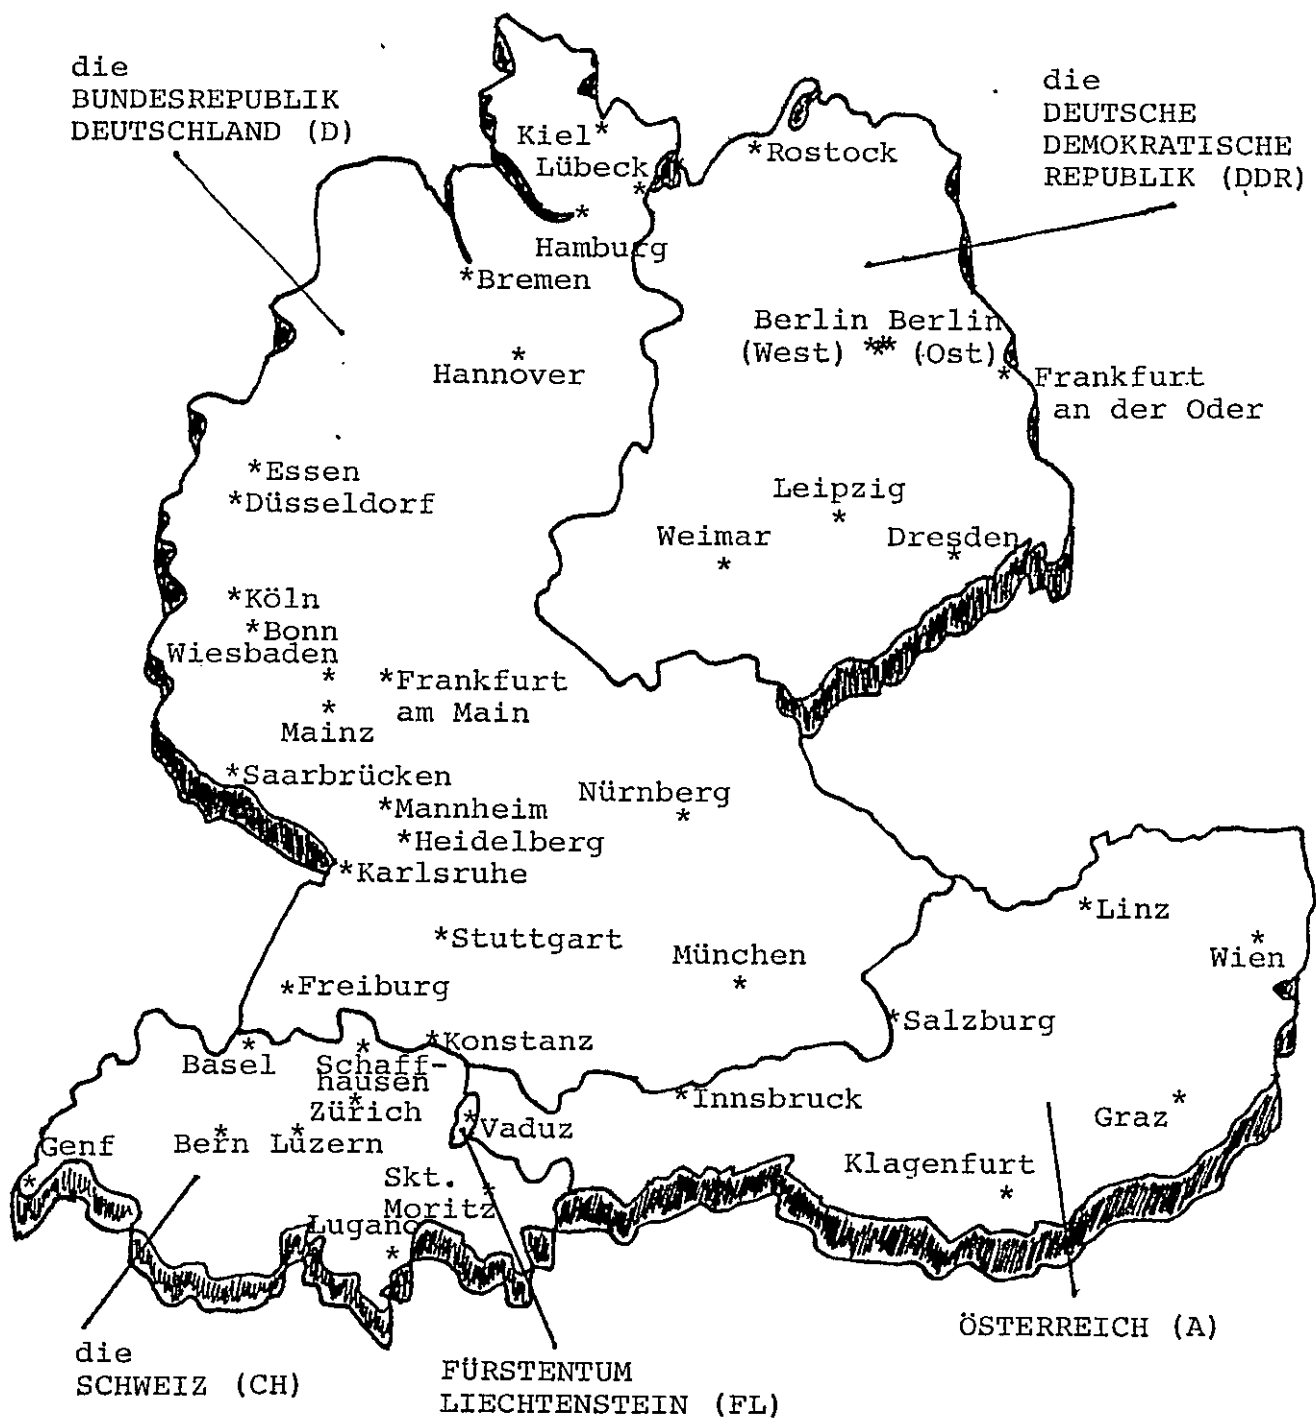 die
BUNDESREPUBLIK
DEUTSCHLAND (D)
die
DEUTSCHE
DEMOKRATISCHE
REPUBLIK (DDR)
Kiel*
Lübeck
*
*
Hamburg
*Bremen
*Rostock
Berlin Berlin
(West) *** (Ost)
*
Hannover
* Frankfurt
an der Oder
*Essen
*Düsseldorf
Leipzig
*
Weimar
*
Dresden
*
*Köln
*Bonn
Wiesbaden
*
*Frankfurt
am Main
*
Mainz
*Saarbrücken
*Mannheim
*Heidelberg
*Karlsruhe
Nürnberg
*
*Stuttgart
München
*
*Freiburg
*Konstanz
*Linz
*
Wien
*Salzburg
*Innsbruck
Graz*
Klagenfurt
*
*
Basel
*
Schaff-
hausen
*
Zürich
*Vaduz
Genf
*
*
Bern
*
Lüzern
Skt.
Moritz
*
Lugano
*
die
SCHWEIZ (CH)
FÜRSTENTUM
LIECHTENSTEIN (FL)
ÖSTERREICH (A)